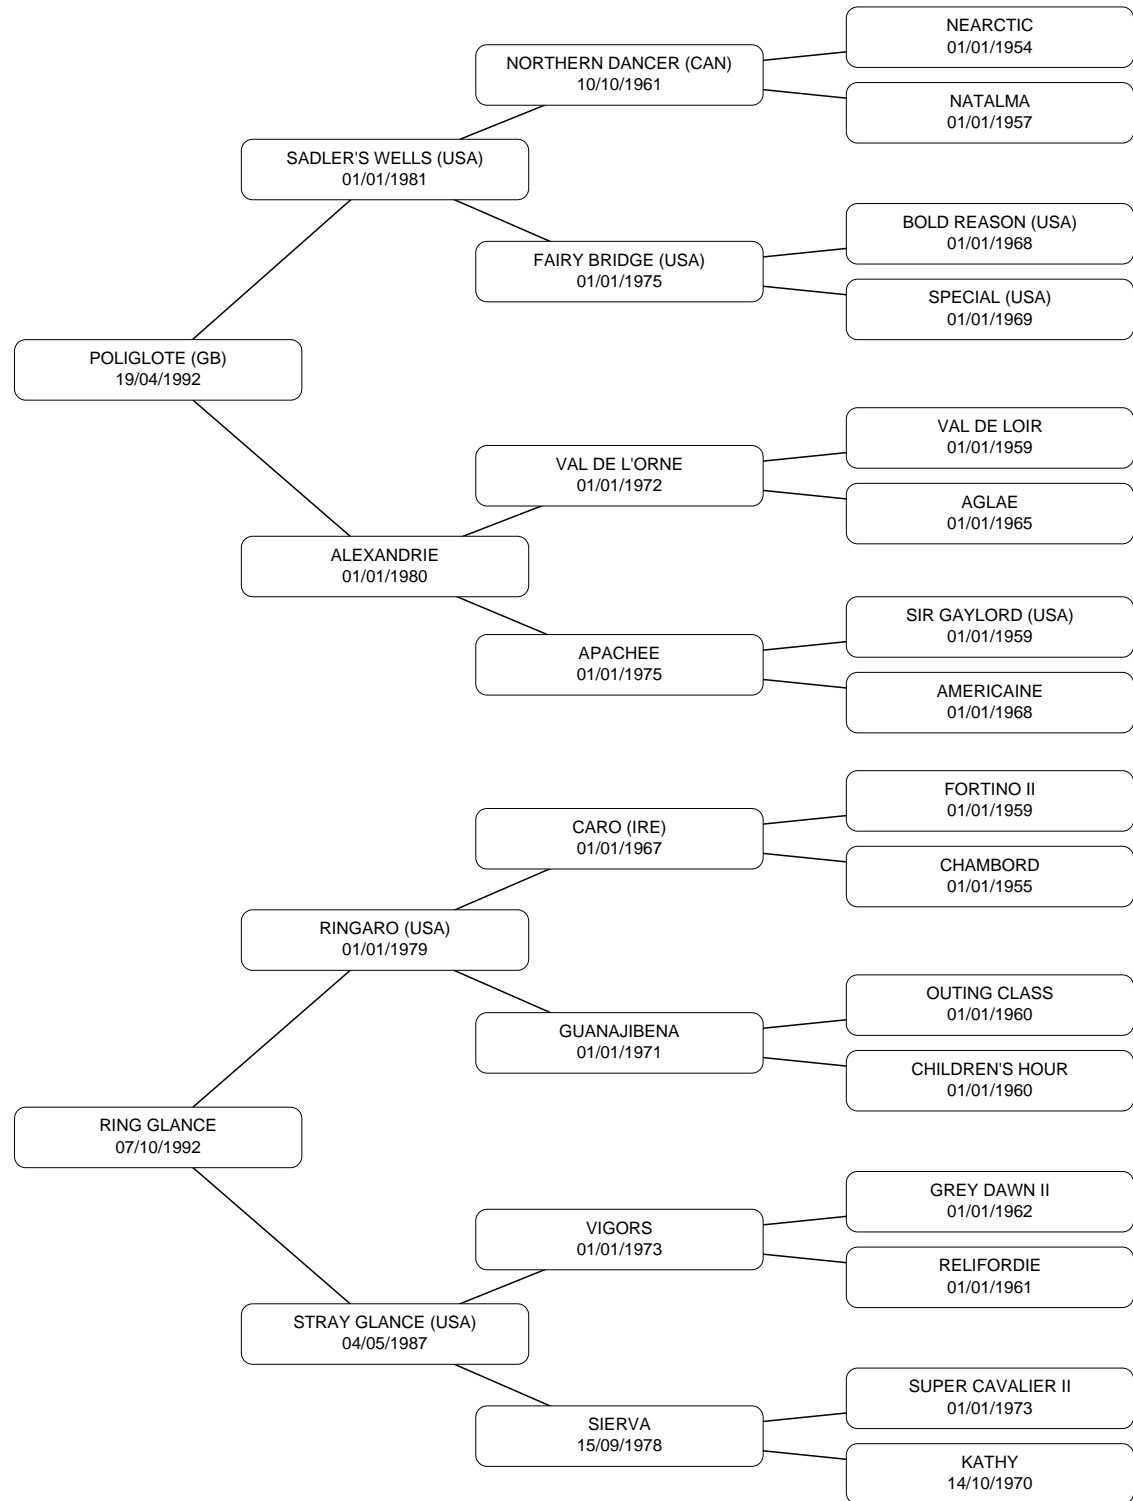 NEARCTIC
01/01/1954
NORTHERN DANCER (CAN)
10/10/1961
NATALMA
01/01/1957
SADLER'S WELLS (USA)
01/01/1981
BOLD REASON (USA)
01/01/1968
FAIRY BRIDGE (USA)
01/01/1975
SPECIAL (USA)
01/01/1969
POLIGLOTE (GB)
19/04/1992
VAL DE LOIR
01/01/1959
VAL DE L'ORNE
01/01/1972
AGLAE
01/01/1965
ALEXANDRIE
01/01/1980
SIR GAYLORD (USA)
01/01/1959
APACHEE
01/01/1975
AMERICAINE
01/01/1968
FORTINO II
01/01/1959
CARO (IRE)
01/01/1967
CHAMBORD
01/01/1955
RINGARO (USA)
01/01/1979
OUTING CLASS
01/01/1960
GUANAJIBENA
01/01/1971
CHILDREN'S HOUR
01/01/1960
RING GLANCE
07/10/1992
GREY DAWN II
01/01/1962
VIGORS
01/01/1973
RELIFORDIE
01/01/1961
STRAY GLANCE (USA)
04/05/1987
SUPER CAVALIER II
01/01/1973
SIERVA
15/09/1978
KATHY
14/10/1970